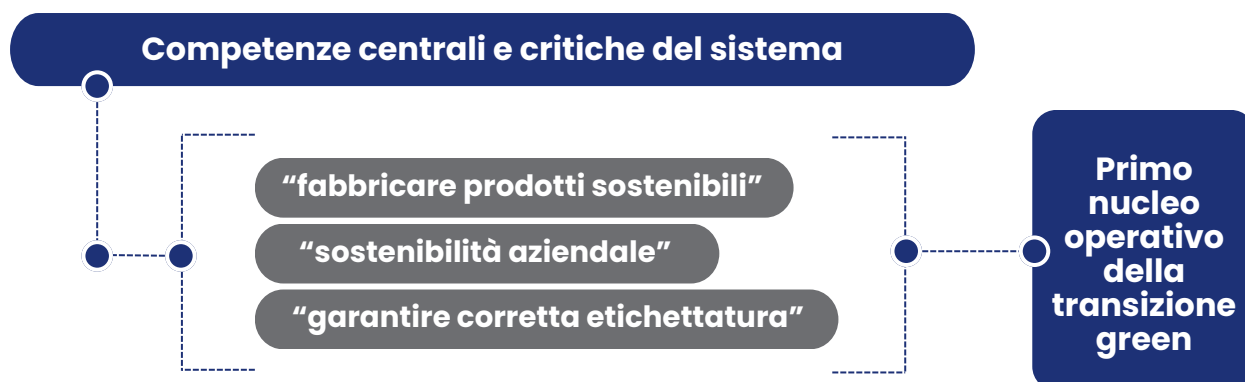 Competenze centrali e critiche del sistema
“fabbricare prodotti sostenibili”
“sostenibilità aziendale”
“garantire corretta etichettatura”
Primo
nucleo
operativo
della
transizione
green